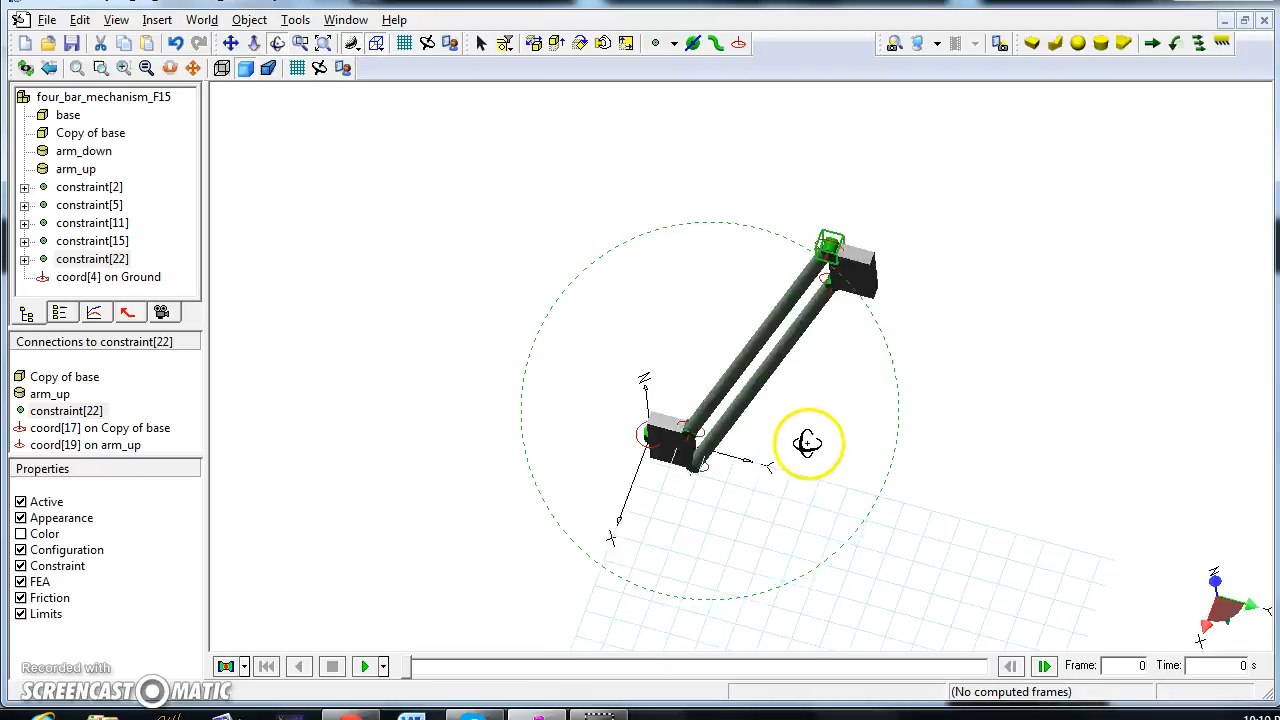 File Edit View Insert World Object Tools Window Help
four_bar_mechanism_F15
base
Copy of base
arm_down
arm_up
constraint[2]
constraint[5]
constraint[11]
constraint[15]
constraint[22]
coord[4] on Ground
Connections to constraint[22]
Copy of base
arm_up
constraint[22]
coord[17] on Copy of base
coord[19] on arm_up
Properties
Active
Appearance
Color
Configuration
Constraint
FEA
Friction
Limits
Z
Y
X
Z
Y
X
Frame: 0 Time: 0 s
(No computed frames)
Recorded with
SCREENCAST MATIC